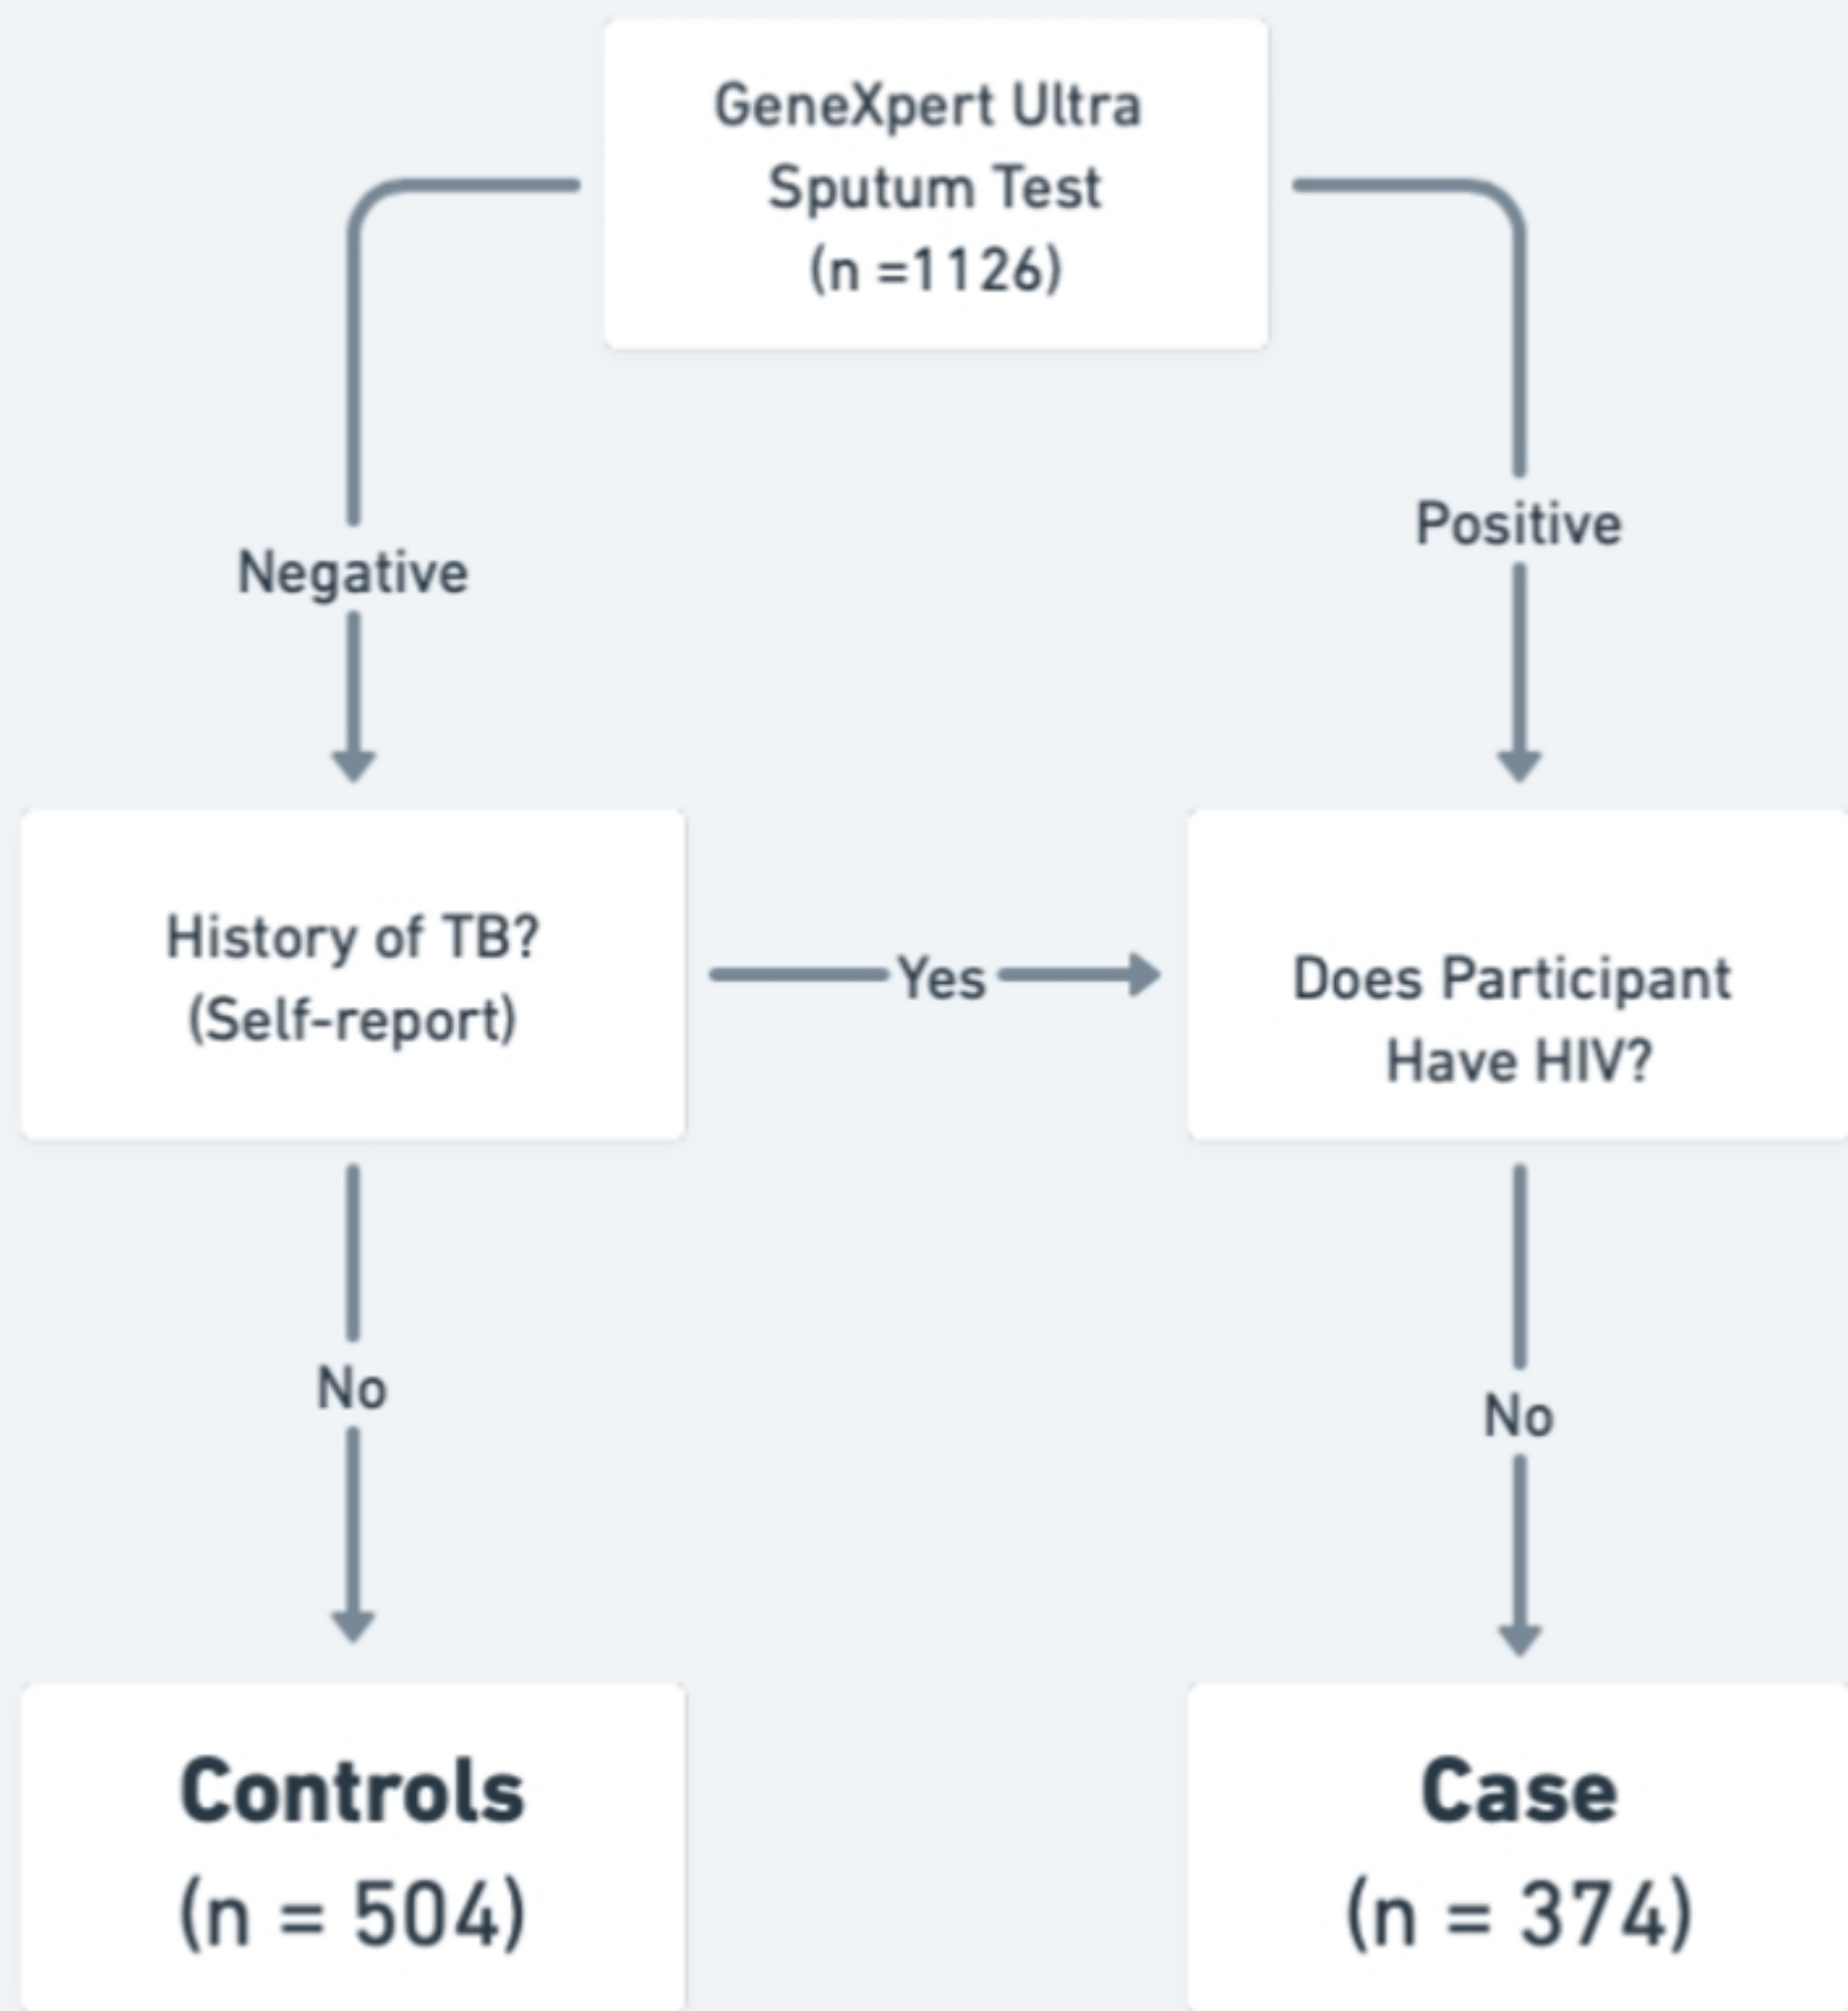 GeneXpert Ultra
Sputum Test
(n =1126)
Negative
Positive
History of TB?
(Self-report)
Yes
Does Participant
Have HIV?
No
No
Controls
(n = 504)
Case
(n = 374)